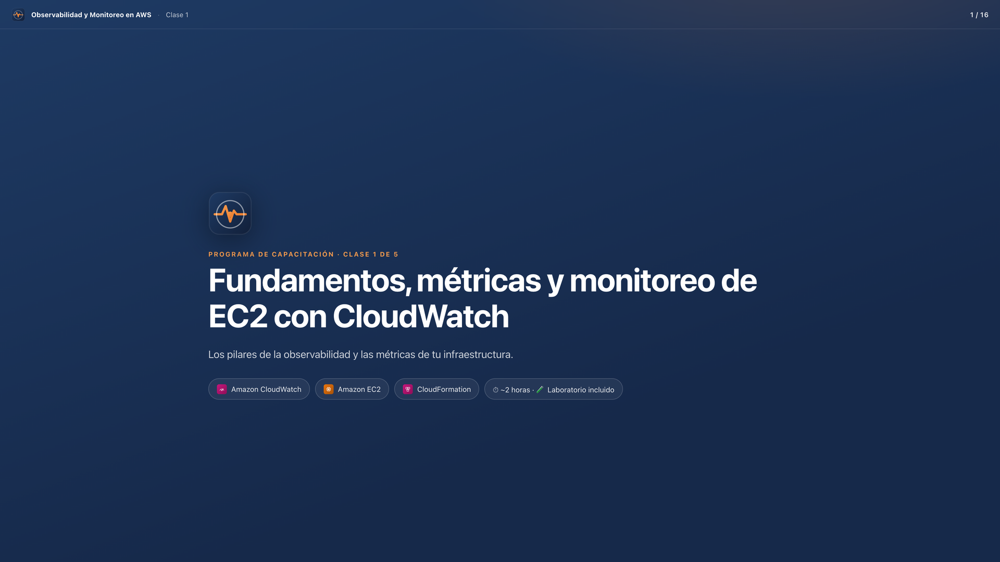 Observabilidad y Monitoreo en AWS · Clase 1
1 / 16
PROGRAMA DE CAPACITACIÓN · CLASE 1 DE 5
Fundamentos, métricas y monitoreo de
EC2 con CloudWatch
Los pilares de la observabilidad y las métricas de tu infraestructura.
Amazon CloudWatch
Amazon EC2
CloudFormation
⏱ ~2 horas · 🧪 Laboratorio incluido